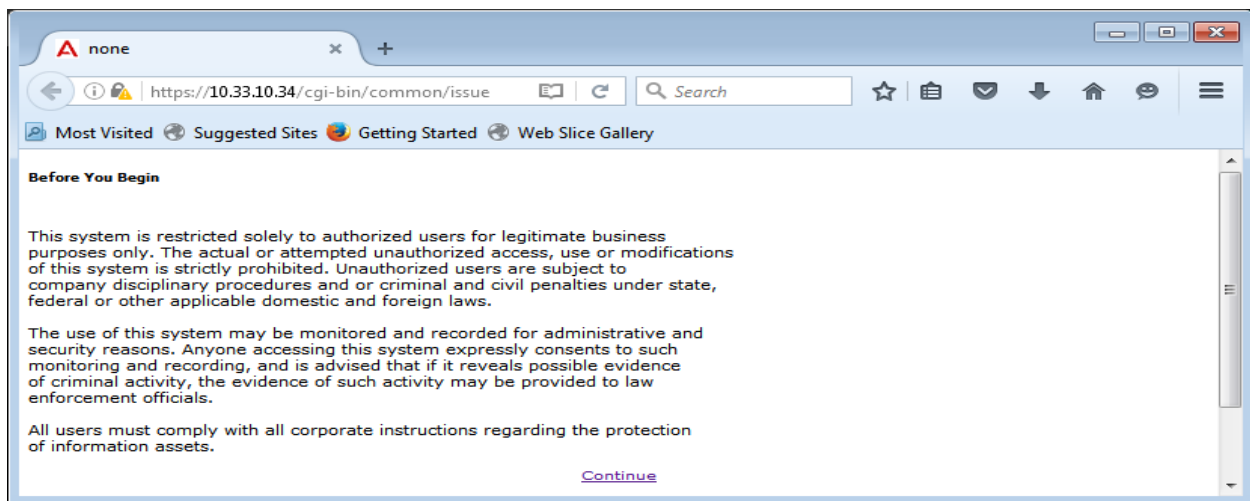 none
https://10.33.10.34/cgi-bin/common/issue
Search
Most Visited
Suggested Sites
Getting Started
Web Slice Gallery
Before You Begin
This system is restricted solely to authorized users for legitimate business
purposes only. The actual or attempted unauthorized access, use or modifications
of this system is strictly prohibited. Unauthorized users are subject to
company disciplinary procedures and or criminal and civil penalties under state,
federal or other applicable domestic and foreign laws.
The use of this system may be monitored and recorded for administrative and
security reasons. Anyone accessing this system expressly consents to such
monitoring and recording, and is advised that if it reveals possible evidence
of criminal activity, the evidence of such activity may be provided to law
enforcement officials.
All users must comply with all corporate instructions regarding the protection
of information assets.
Continue